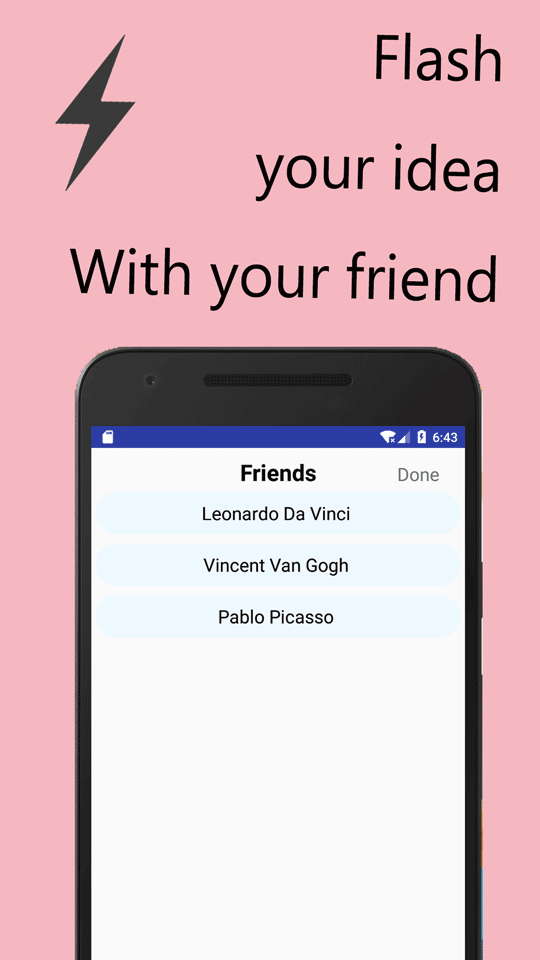 Flash
your idea
With your friend
6:43
Friends Done
Leonardo Da Vinci
Vincent Van Gogh
Pablo Picasso